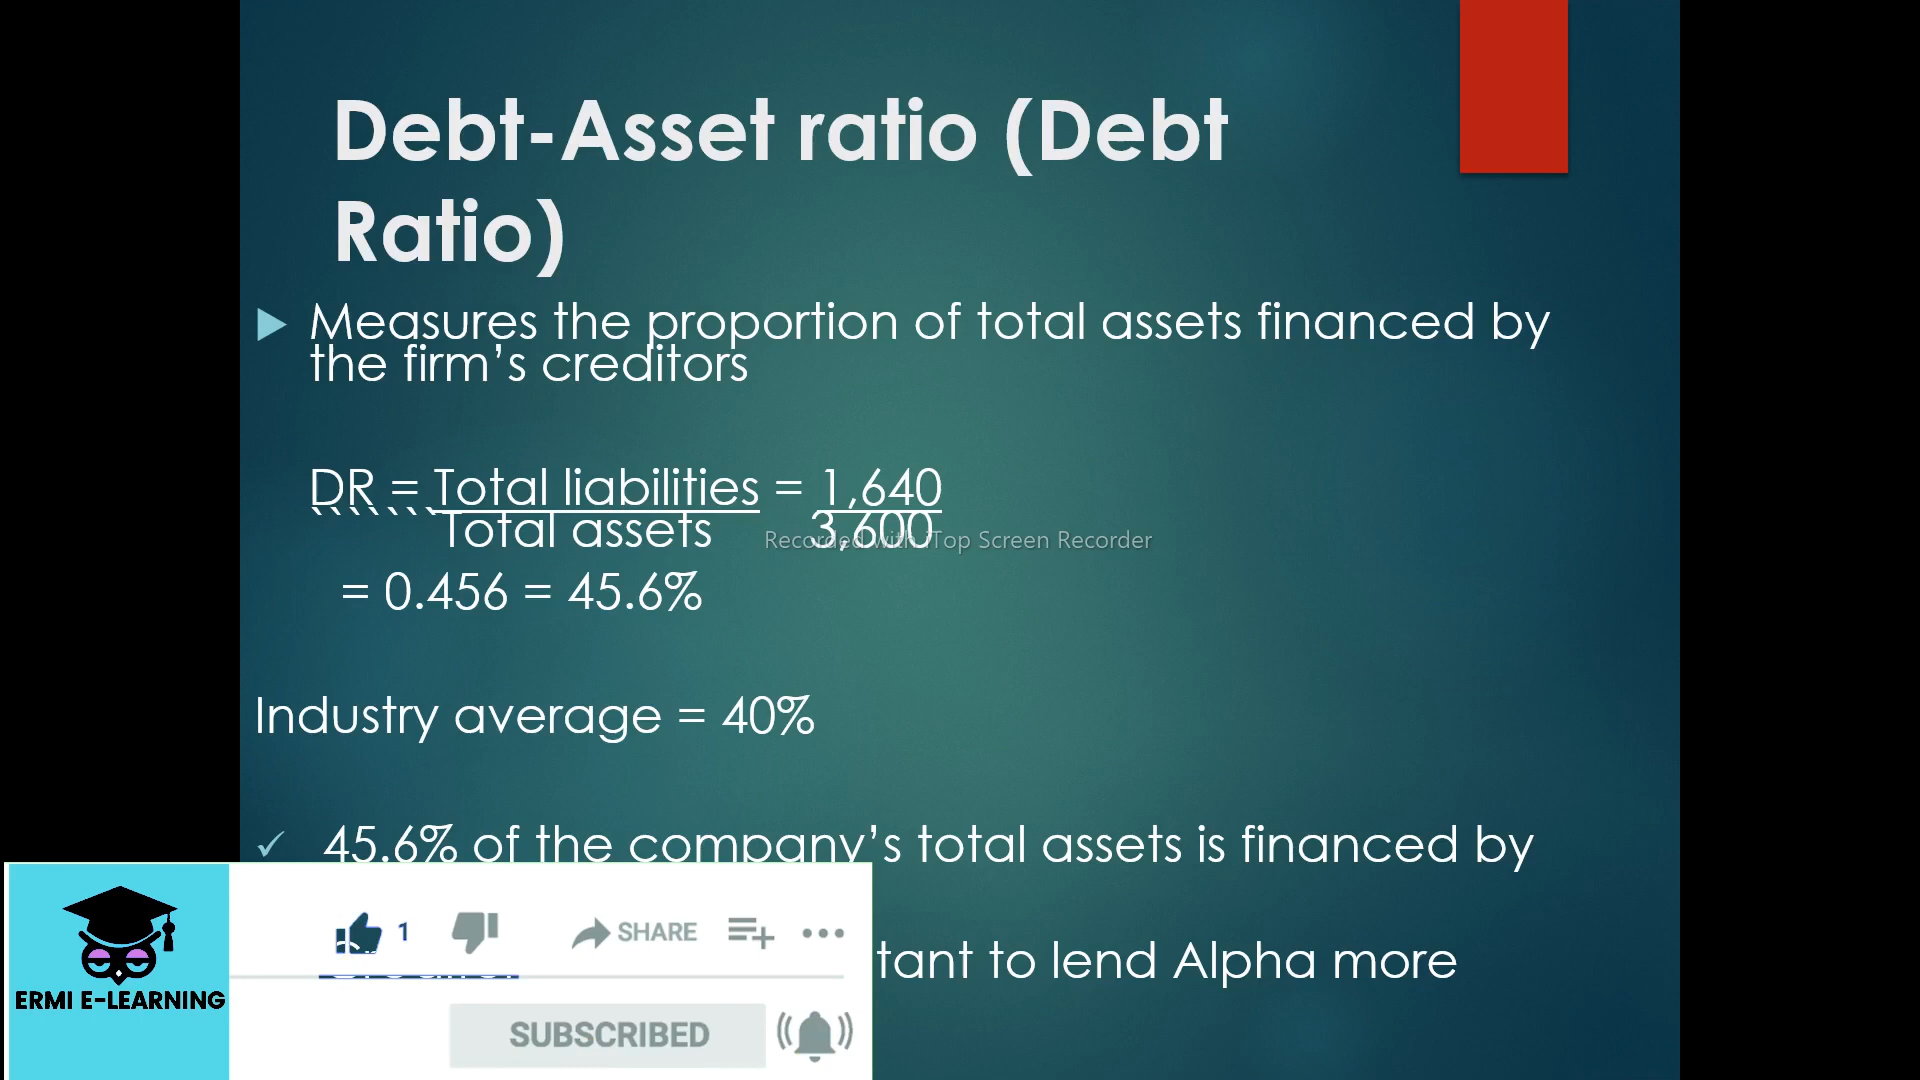 Debt-Asset ratio (Debt
Ratio)
Measures the proportion of total assets financed by
the firm’s creditors
DR = Total liabilities = 1,640
Total assets 3,600
Recorded with iTop Screen Recorder
= 0.456 = 45.6%
Industry average = 40%
45.6% of the company’s total assets is financed by
1 SHARE
tant to lend Alpha more
ERMI E-LEARNING
SUBSCRIBED